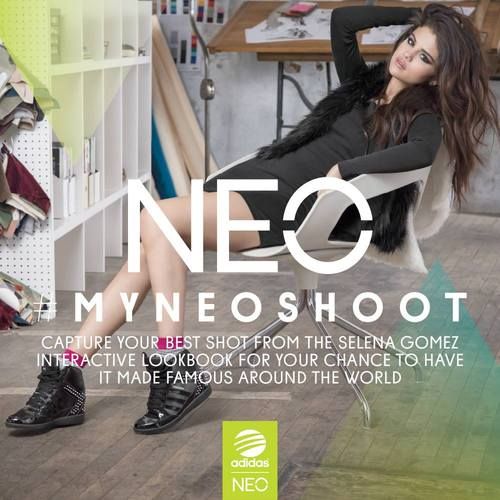 NEO
#MYNEOSHOOT
CAPTURE YOUR BEST SHOT FROM THE SELENA GOMEZ
INTERACTIVE LOOKBOOK FOR YOUR CHANCE TO HAVE
IT MADE FAMOUS AROUND THE WORLD
adidas
NEO